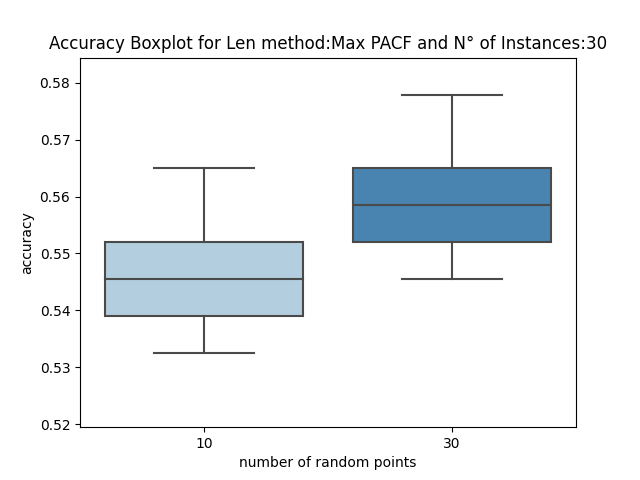 Accuracy Boxplot for Len method:Max PACF and N° of Instances:30
0.58
0.57
0.56
0.55
0.54
0.53
0.52
accuracy
10 30
number of random points